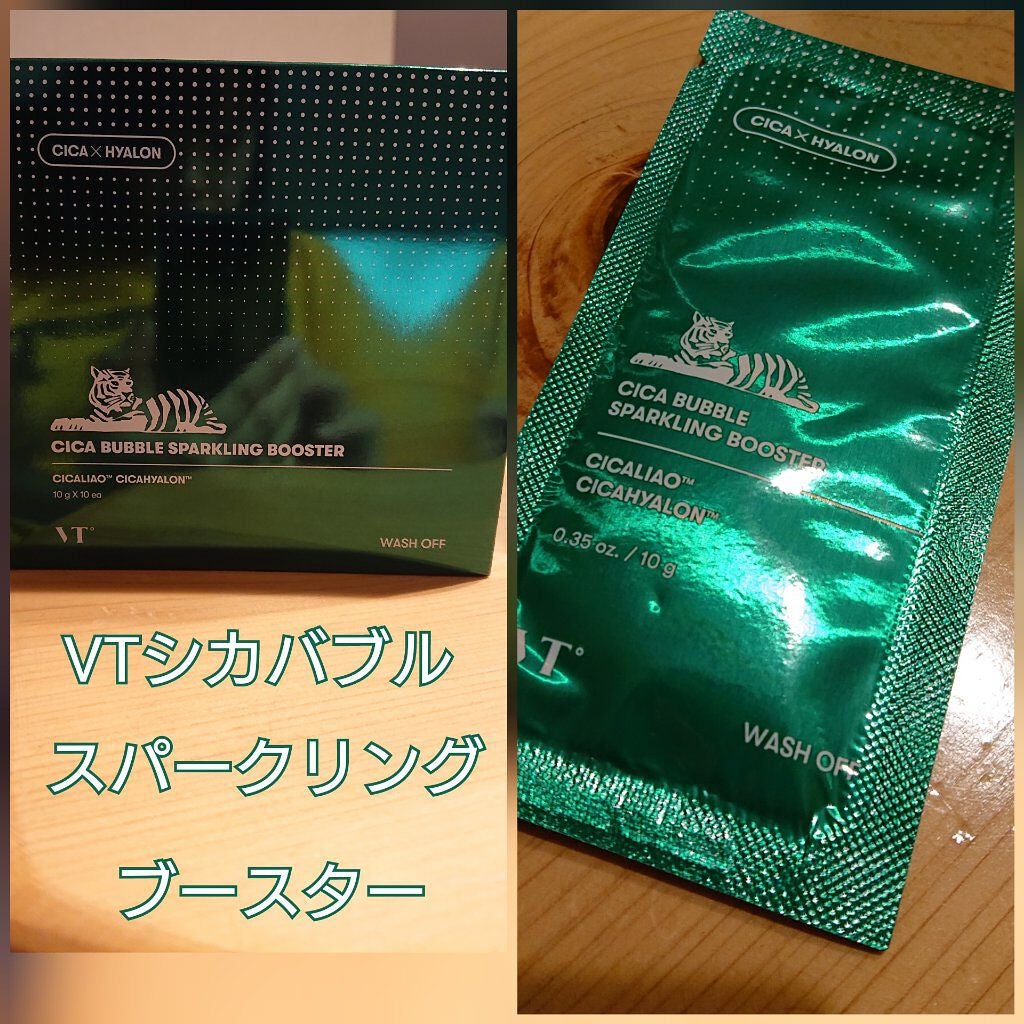 CICA×HYALON
CICA BUBBLE SPARKLING BOOSTER
CICALIAO™ CICAHYALON™
10 g X 10 ea
VT°
WASH OFF
VTシカバブル
スパークリング
ブースター
CICA×HYALON
CICA BUBBLE
SPARKLING BOOSTER
CICALIAO™
CICAHYALON™
0.35 oz. / 10 g
VT°
WASH OFF